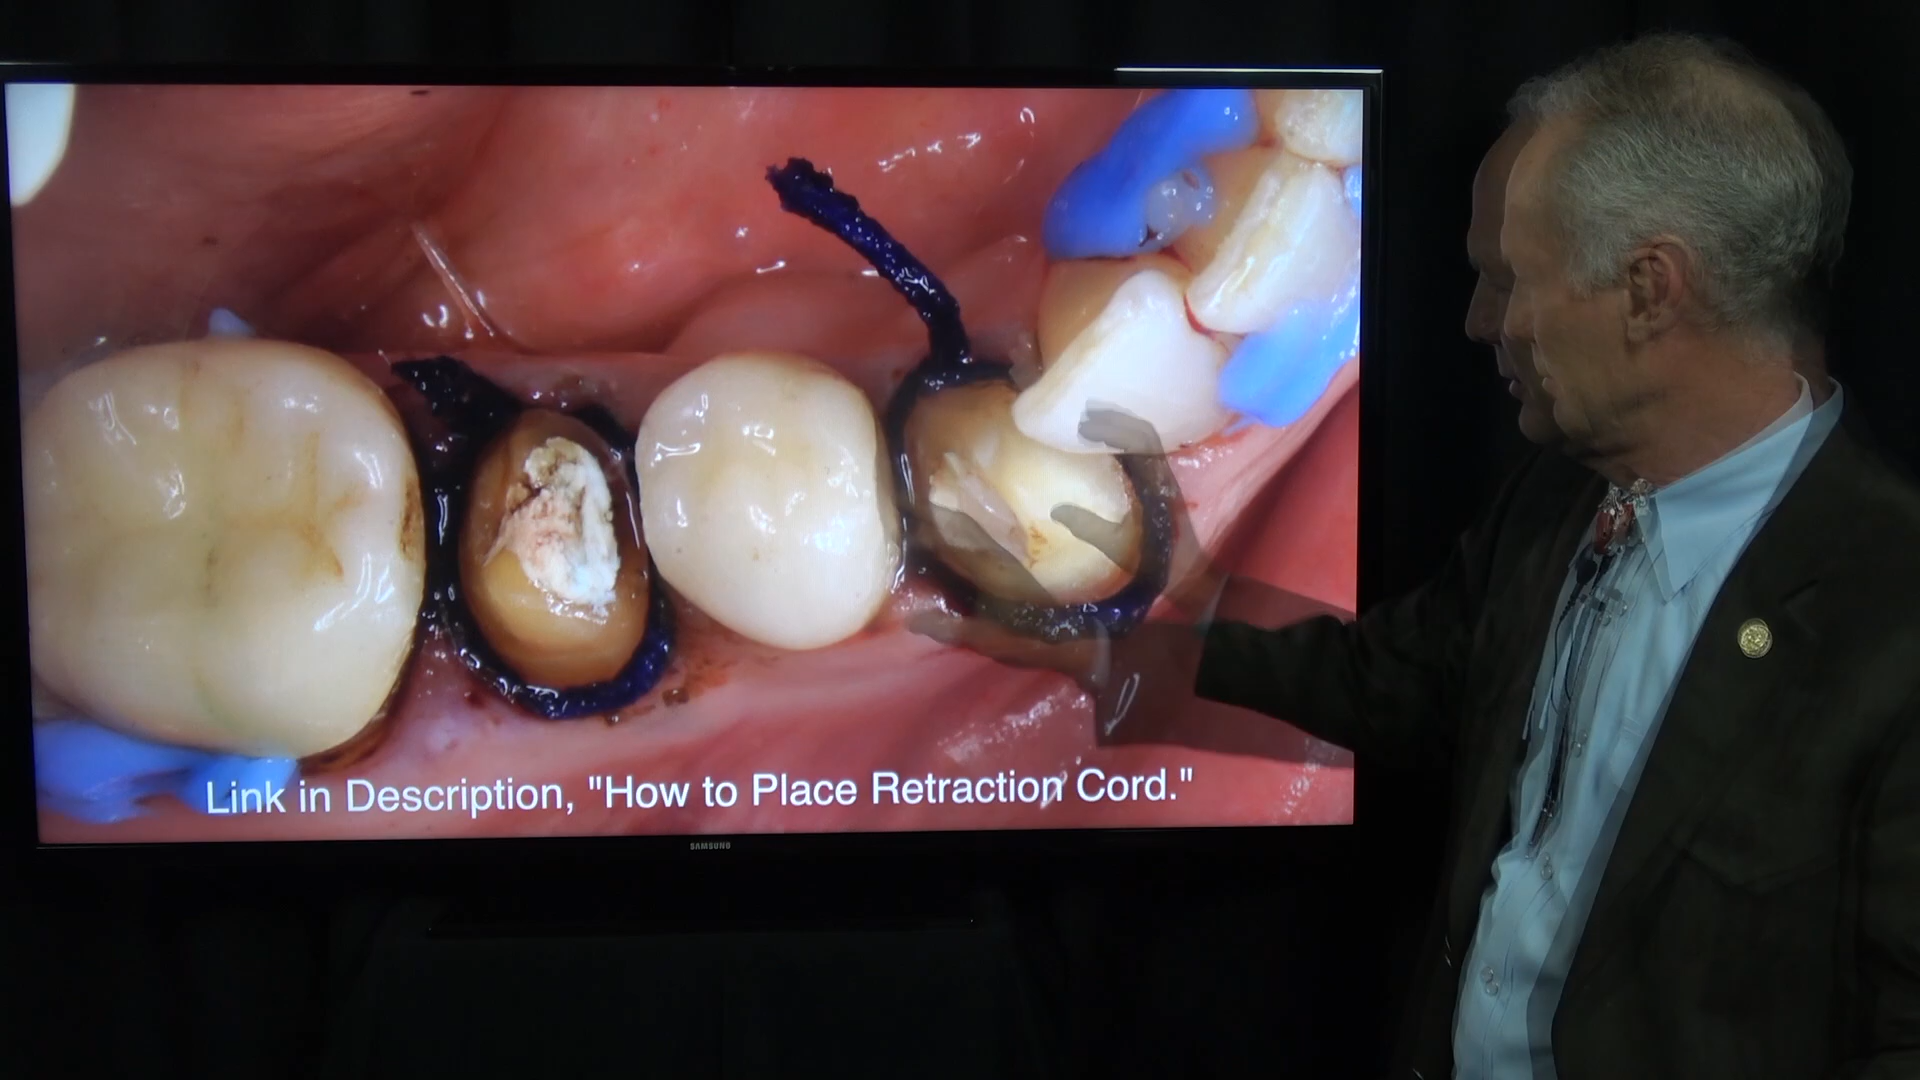 Link in Description, "How to Place Retraction Cord."
SAMSUNG